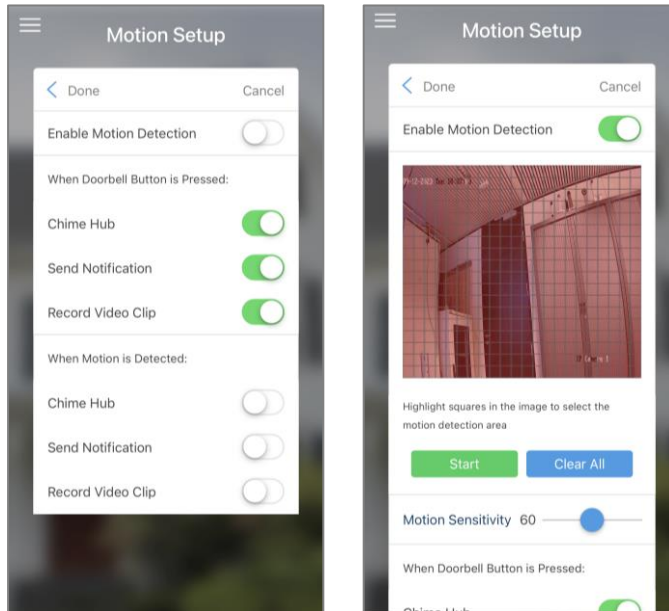 Motion Setup
Done Cancel
Enable Motion Detection
When Doorbell Button is Pressed:
Chime Hub
Send Notification
Record Video Clip
When Motion is Detected:
Chime Hub
Send Notification
Record Video Clip
Motion Setup
Done Cancel
Enable Motion Detection
Highlight squares in the image to select the
motion detection area
Start Clear All
Motion Sensitivity 60
When Doorbell Button is Pressed:
Chime Hub